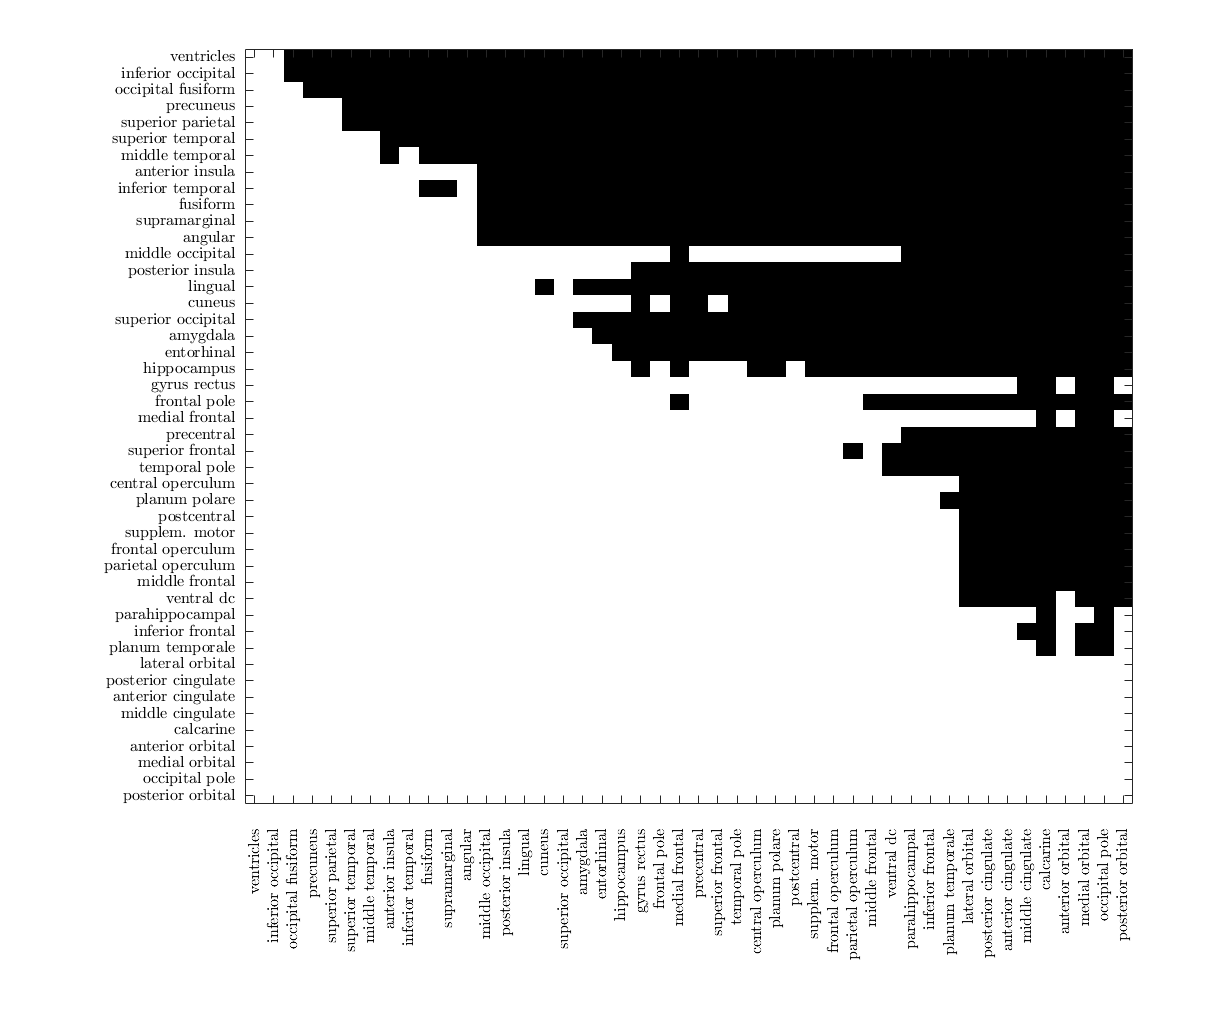 ventricles
inferior occipital
occipital fusiform
precuneus
superior parietal
superior temporal
middle temporal
anterior insula
inferior temporal
fusiform
supramarginal
angular
middle occipital
posterior insula
lingual
cuneus
superior occipital
amygdala
entorhinal
hippocampus
gyrus rectus
frontal pole
medial frontal
precentral
superior frontal
temporal pole
central operculum
planum polare
postcentral
supplem. motor
frontal operculum
parietal operculum
middle frontal
ventral dc
parahippocampal
inferior frontal
planum temporale
lateral orbital
posterior cingulate
anterior cingulate
middle cingulate
calcarine
anterior orbital
medial orbital
occipital pole
posterior orbital
ventricles
inferior occipital
occipital fusiform
precuneus
superior parietal
superior temporal
middle temporal
anterior insula
inferior temporal
fusiform
supramarginal
angular
middle occipital
posterior insula
lingual
cuneus
superior occipital
amygdala
entorhinal
hippocampus
gyrus rectus
frontal pole
medial frontal
precentral
superior frontal
temporal pole
central operculum
planum polare
postcentral
supplem. motor
frontal operculum
parietal operculum
middle frontal
ventral dc
parahippocampal
inferior frontal
planum temporale
lateral orbital
posterior cingulate
anterior cingulate
middle cingulate
calcarine
anterior orbital
medial orbital
occipital pole
posterior orbital